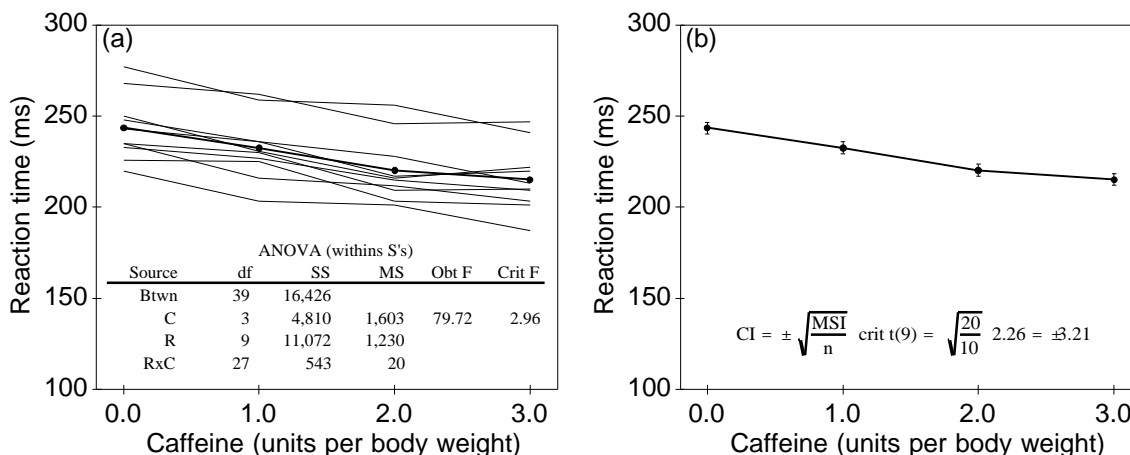 (a)
Reaction time (ms)
300
250
200
150
100
ANOVA (withins S's)
Source df SS MS Obt F Crit F
Btwn 39 16,426
C 3 4,810 1,603 79.72 2.96
R 9 11,072 1,230
RxC 27 543 20
0.0 1.0 2.0 3.0
Caffeine (units per body weight)
(b)
Reaction time (ms)
300
250
200
150
100
CI = ± √(MSI/n) crit t(9) = √(20/10) 2.26 = ±3.21
0.0 1.0 2.0 3.0
Caffeine (units per body weight)